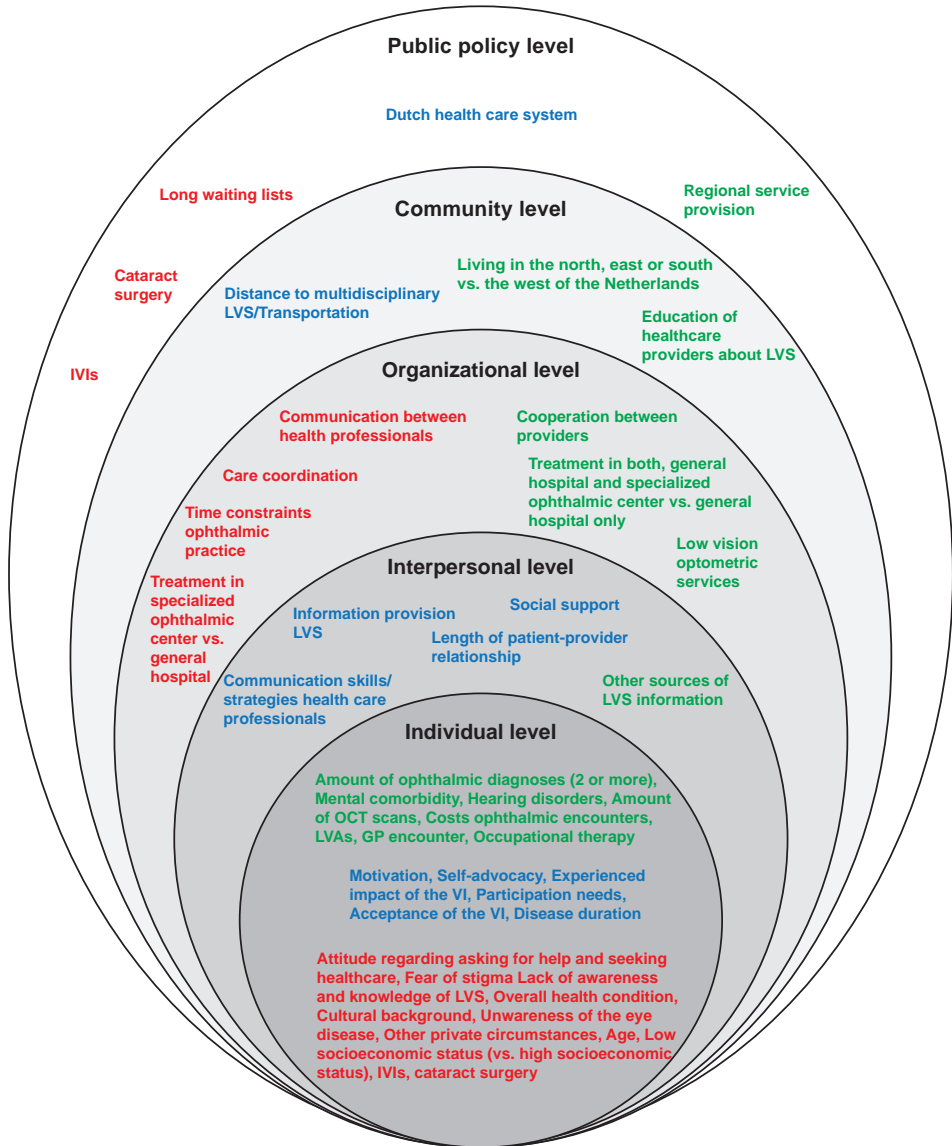 Public policy level
Dutch health care system
Long waiting lists
Regional service
provision
Cataract
surgery
IVIs
Community level
Living in the north, east or south
vs. the west of the Netherlands
Distance to multidisciplinary
LVS/Transportation
Education of
healthcare
providers about LVS
Organizational level
Communication between
health professionals
Cooperation between
providers
Care coordination
Treatment in both, general
hospital and specialized
ophthalmic center vs. general
hospital only
Time constraints
ophthalmic
practice
Low vision
optometric
services
Treatment in
specialized
ophthalmic
center vs.
general
hospital
Interpersonal level
Information provision
LVS
Social support
Length of patient-provider
relationship
Communication skills/
strategies health care
professionals
Other sources of
LVS information
Individual level
Amount of ophthalmic diagnoses (2 or more),
Mental comorbidity, Hearing disorders, Amount
of OCT scans, Costs ophthalmic encounters,
LVAs, GP encounter, Occupational therapy
Motivation, Self-advocacy, Experienced
impact of the VI, Participation needs,
Acceptance of the VI, Disease duration
Attitude regarding asking for help and seeking
healthcare, Fear of stigma Lack of awareness
and knowledge of LVS, Overall health condition,
Cultural background, Unwareness of the eye
disease, Other private circumstances, Age, Low
socioeconomic status (vs. high socioeconomic
status), IVIs, cataract surgery